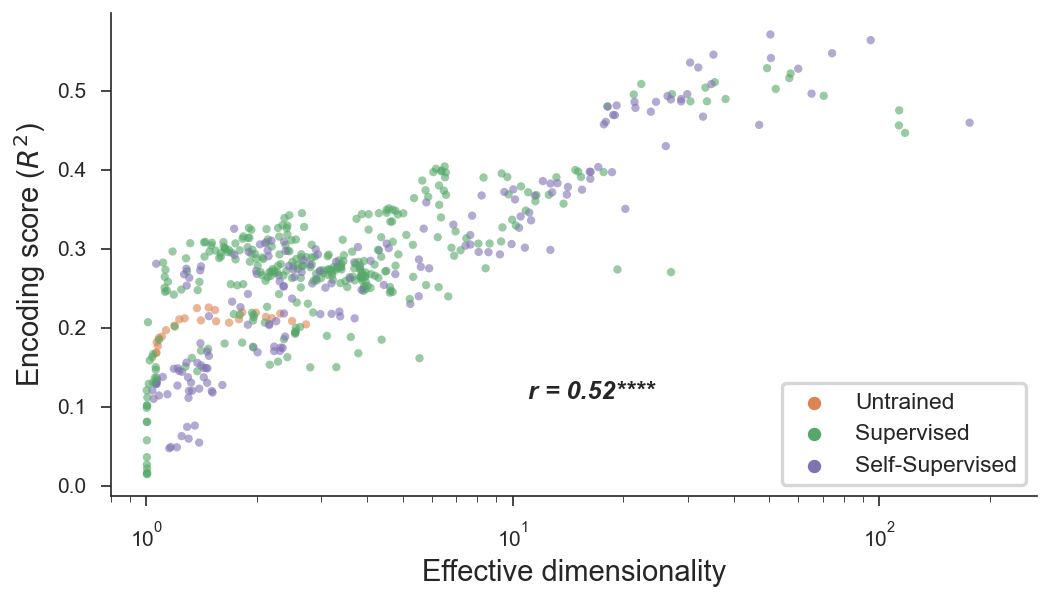 0.5
0.4
0.3
0.2
0.1
0.0
Encoding score (R²)
r = 0.52****
Untrained
Supervised
Self-Supervised
10⁰ 10¹ 10²
Effective dimensionality